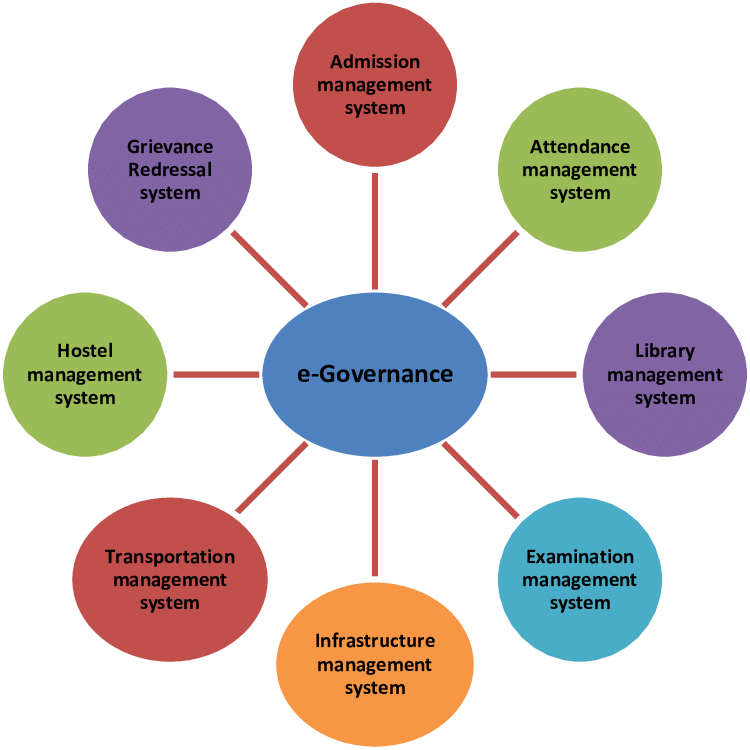 Admission
management
system
Attendance
management
system
Library
management
system
Examination
management
system
Infrastructure
management
system
Transportation
management
system
Hostel
management
system
Grievance
Redressal
system
e-Governance